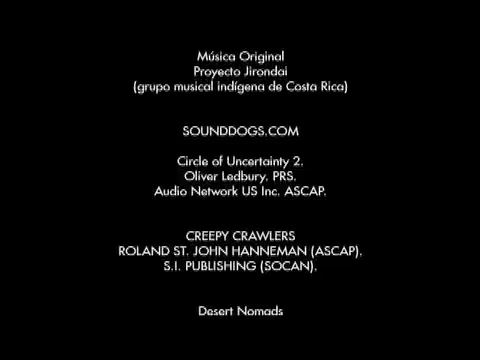 Música Original
Proyecto Jirondai
(grupo musical indígena de Costa Rica)
SOUNDDOGS.COM
Circle of Uncertainty 2.
Oliver Ledbury, PRS.
Audio Network US Inc. ASCAP.
CREEPY CRAWLERS
ROLAND ST. JOHN HANNEMAN (ASCAP).
S.I. PUBLISHING (SOCAN).
Desert Nomads